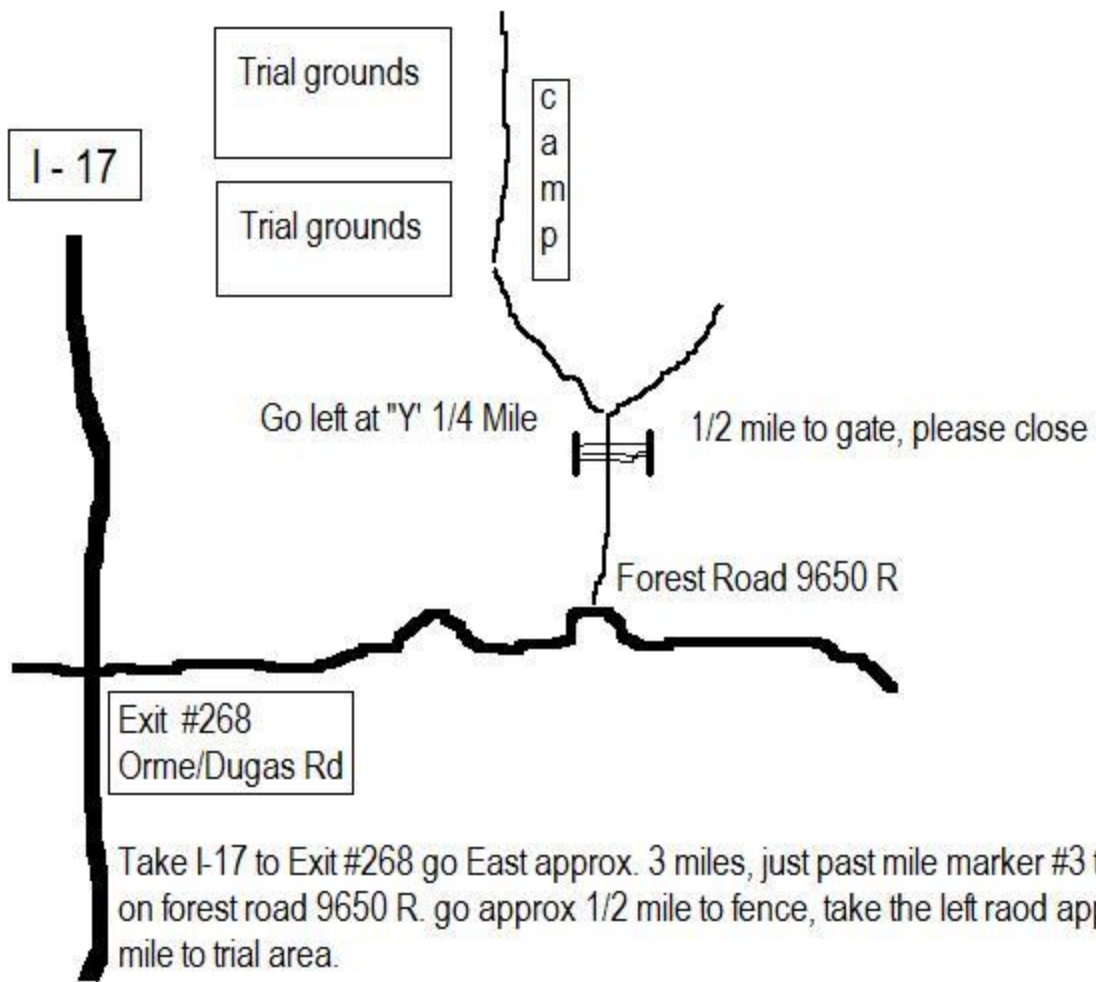 Trial grounds
c
a
m
p
I - 17
Trial grounds
Go left at "Y' 1/4 Mile
1/2 mile to gate, please close
Forest Road 9650 R
Exit #268
Orme/Dugas Rd
Take I-17 to Exit #268 go East approx. 3 miles, just past mile marker #3
on forest road 9650 R. go approx 1/2 mile to fence, take the left raod
mile to trial area.